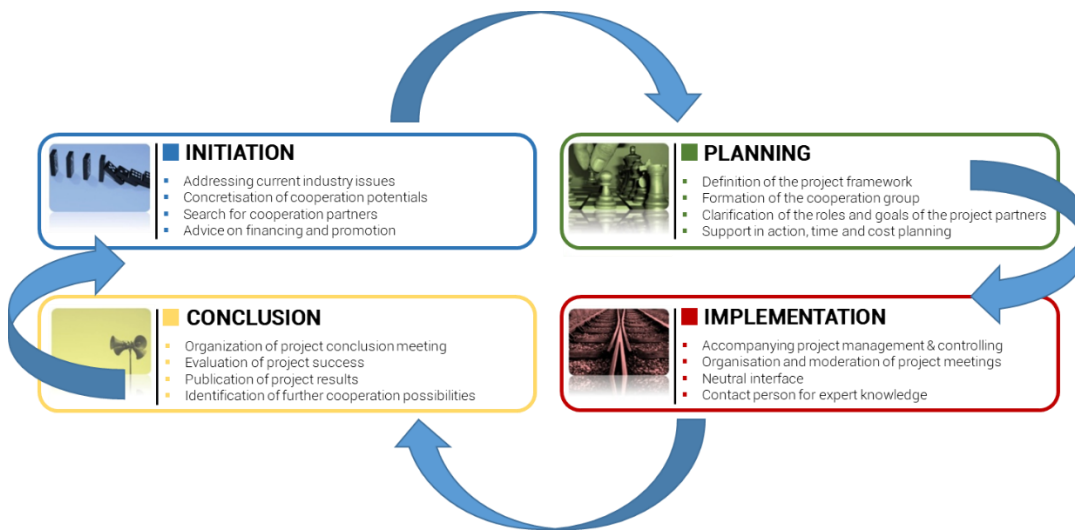 INITIATION
Addressing current industry issues
Concretisation of cooperation potentials
Search for cooperation partners
Advice on financing and promotion
PLANNING
Definition of the project framework
Formation of the cooperation group
Clarification of the roles and goals of the project partners
Support in action, time and cost planning
CONCLUSION
Organization of project conclusion meeting
Evaluation of project success
Publication of project results
Identification of further cooperation possibilities
IMPLEMENTATION
Accompanying project management & controlling
Organisation and moderation of project meetings
Neutral interface
Contact person for expert knowledge